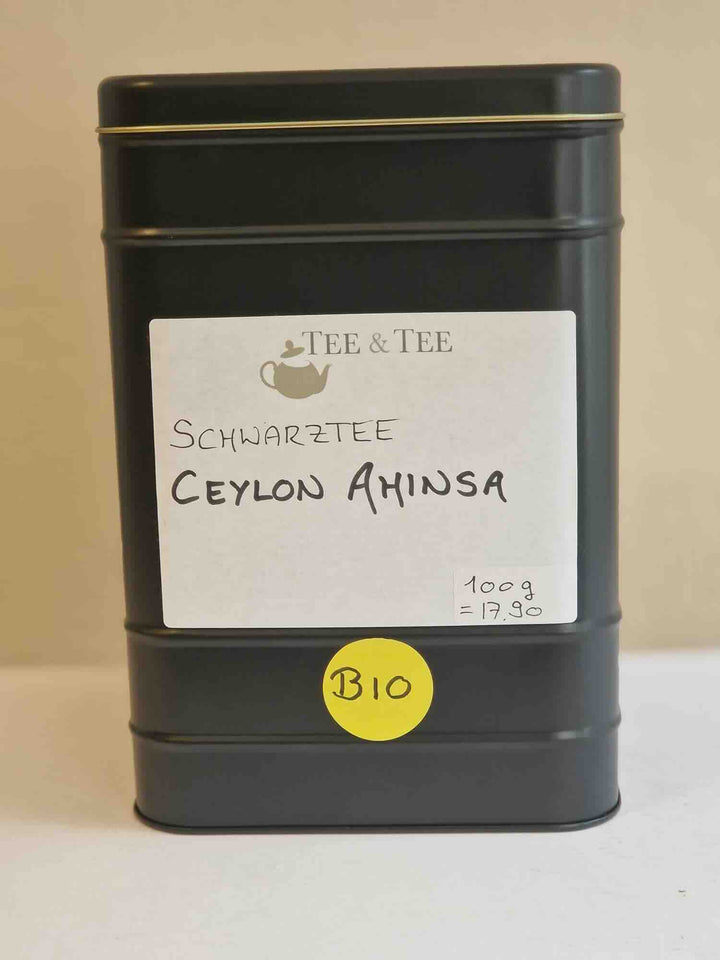 TEE & TEE
SCHWARZTEE
CEYLON AHINSA
100g
= 17.90
BIO